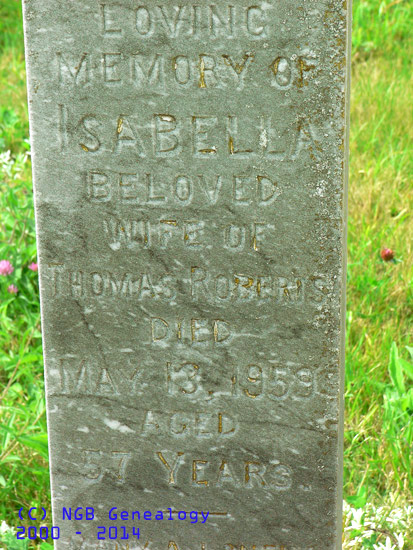 LOVING
MEMORY OF
ISABELLA
BELOVED
WIFE OF
THOMAS ROBERTS
DIED
MAY 13, 1959
AGED
57 YEARS
(C) NGB Genealogy
2000 - 2014